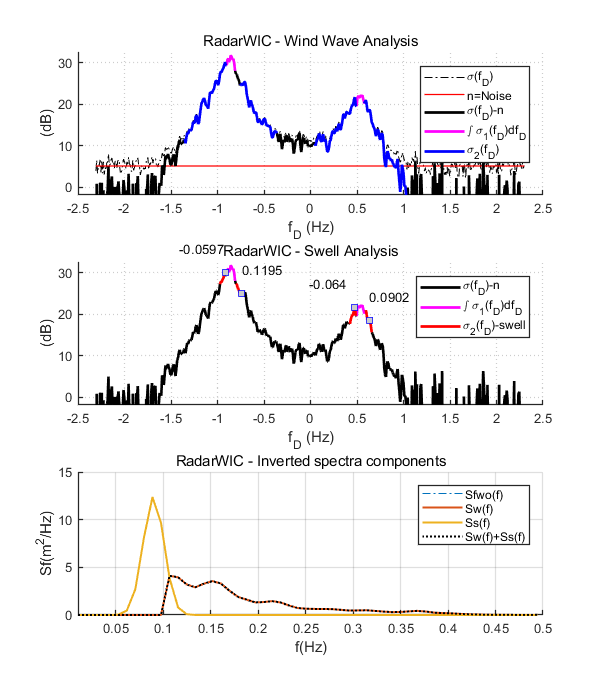 RadarWIC - Wind Wave Analysis
30
20
10
0
(dB)
σ(f_D)
n=Noise
σ(f_D)-n
∫ σ_1(f_D)df_D
σ_2(f_D)
-2.5 -2 -1.5 -1 -0.5 0 0.5 1 1.5 2 2.5
f_D (Hz)
RadarWIC - Swell Analysis
-0.0597
0.1195
-0.064
0.0902
30
20
10
0
(dB)
σ(f_D)-n
∫ σ_1(f_D)df_D
σ_2(f_D)-swell
-2.5 -2 -1.5 -1 -0.5 0 0.5 1 1.5 2 2.5
f_D (Hz)
RadarWIC - Inverted spectra components
15
10
5
0
Sf(m^2/Hz)
Sfwo(f)
Sw(f)
Ss(f)
Sw(f)+Ss(f)
0.05 0.1 0.15 0.2 0.25 0.3 0.35 0.4 0.45 0.5
f(Hz)